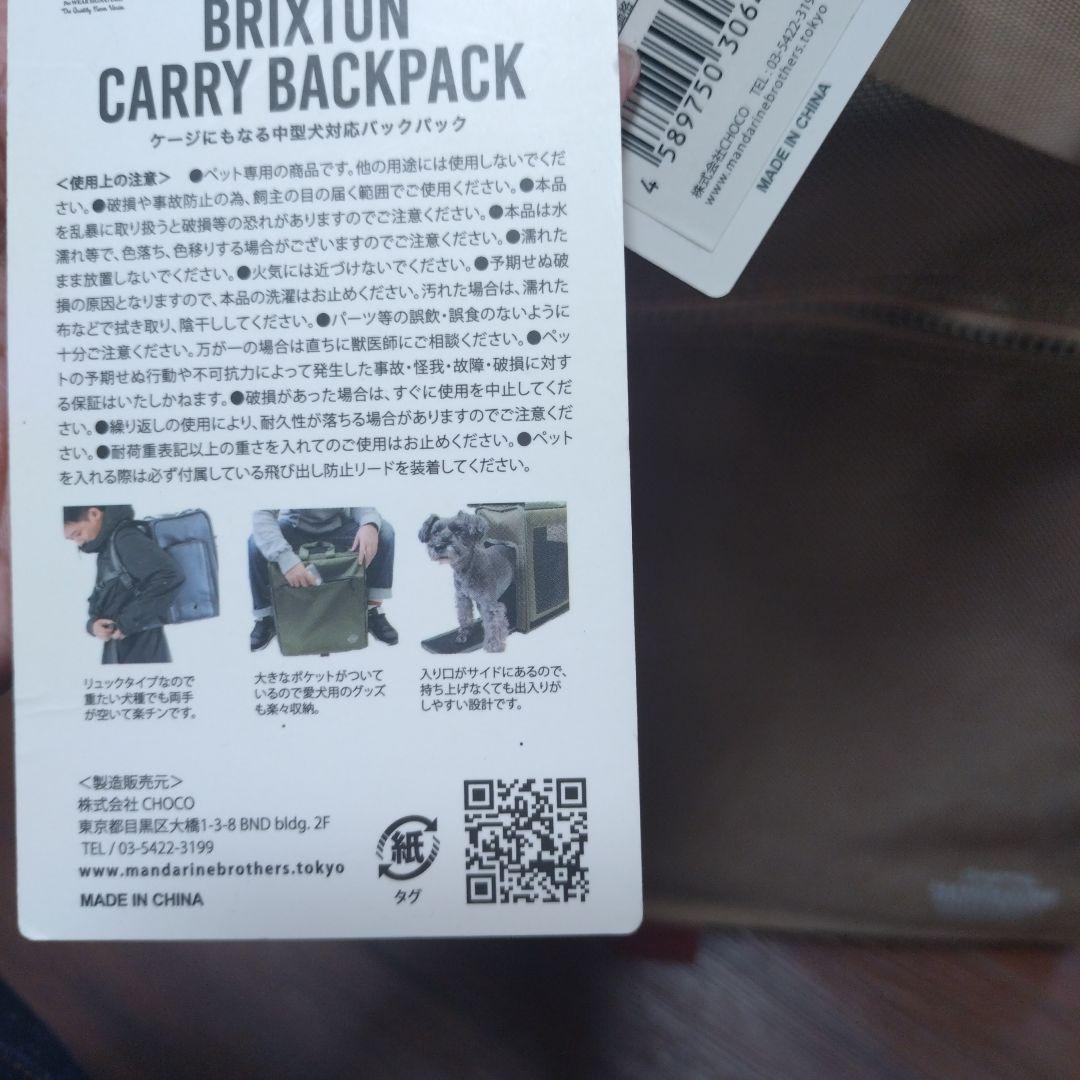 The Quality Never Varies
BRIXTON
CARRY BACKPACK
ケージにもなる中型犬対応バックパック
＜使用上の注意＞ ●ペット専用の商品です。他の用途には使用しないでくだ
さい。●破損や事故防止の為、飼主の目の届く範囲でご使用ください。●本品
を乱暴に取り扱うと破損等の恐れがありますのでご注意ください。●本品は水
濡れ等で、色落ち、色移りする場合がございますのでご注意ください。●濡れた
まま放置しないでください。●火気には近づけないでください。●予期せぬ破
損の原因となりますので、本品の洗濯はお止めください。汚れた場合は、濡れた
布などで拭き取り、陰干ししてください。●パーツ等の誤飲・誤食のないように
十分ご注意ください。万が一の場合は直ちに獣医師にご相談ください。●ペッ
トの予期せぬ行動や不可抗力によって発生した事故・怪我・故障・破損に対す
る保証はいたしかねます。●破損があった場合は、すぐに使用を中止してくだ
さい。●繰り返しの使用により、耐久性が落ちる場合がありますのでご注意くだ
さい。●耐荷重表記以上の重さを入れてのご使用はお止めください。●ペット
を入れる際は必ず付属している飛び出し防止リードを装着してください。
リュックタイプなので
重たい犬種でも両手
が空いて楽チンです。
大きなポケットがついて
いるので愛犬用のグッズ
も楽々収納。
入り口がサイドにあるので、
持ち上げなくても出入りが
しやすい設計です。
＜製造販売元＞
株式会社 CHOCO
東京都目黒区大橋1-3-8 BND bldg. 2F
TEL / 03-5422-3199
www.mandarinebrothers.tokyo
MADE IN CHINA
紙
タグ
4 589750 3064
株式会社CHOCO TEL : 03-5422-3199
www.mandarinebrothers.tokyo
MADE IN CHINA